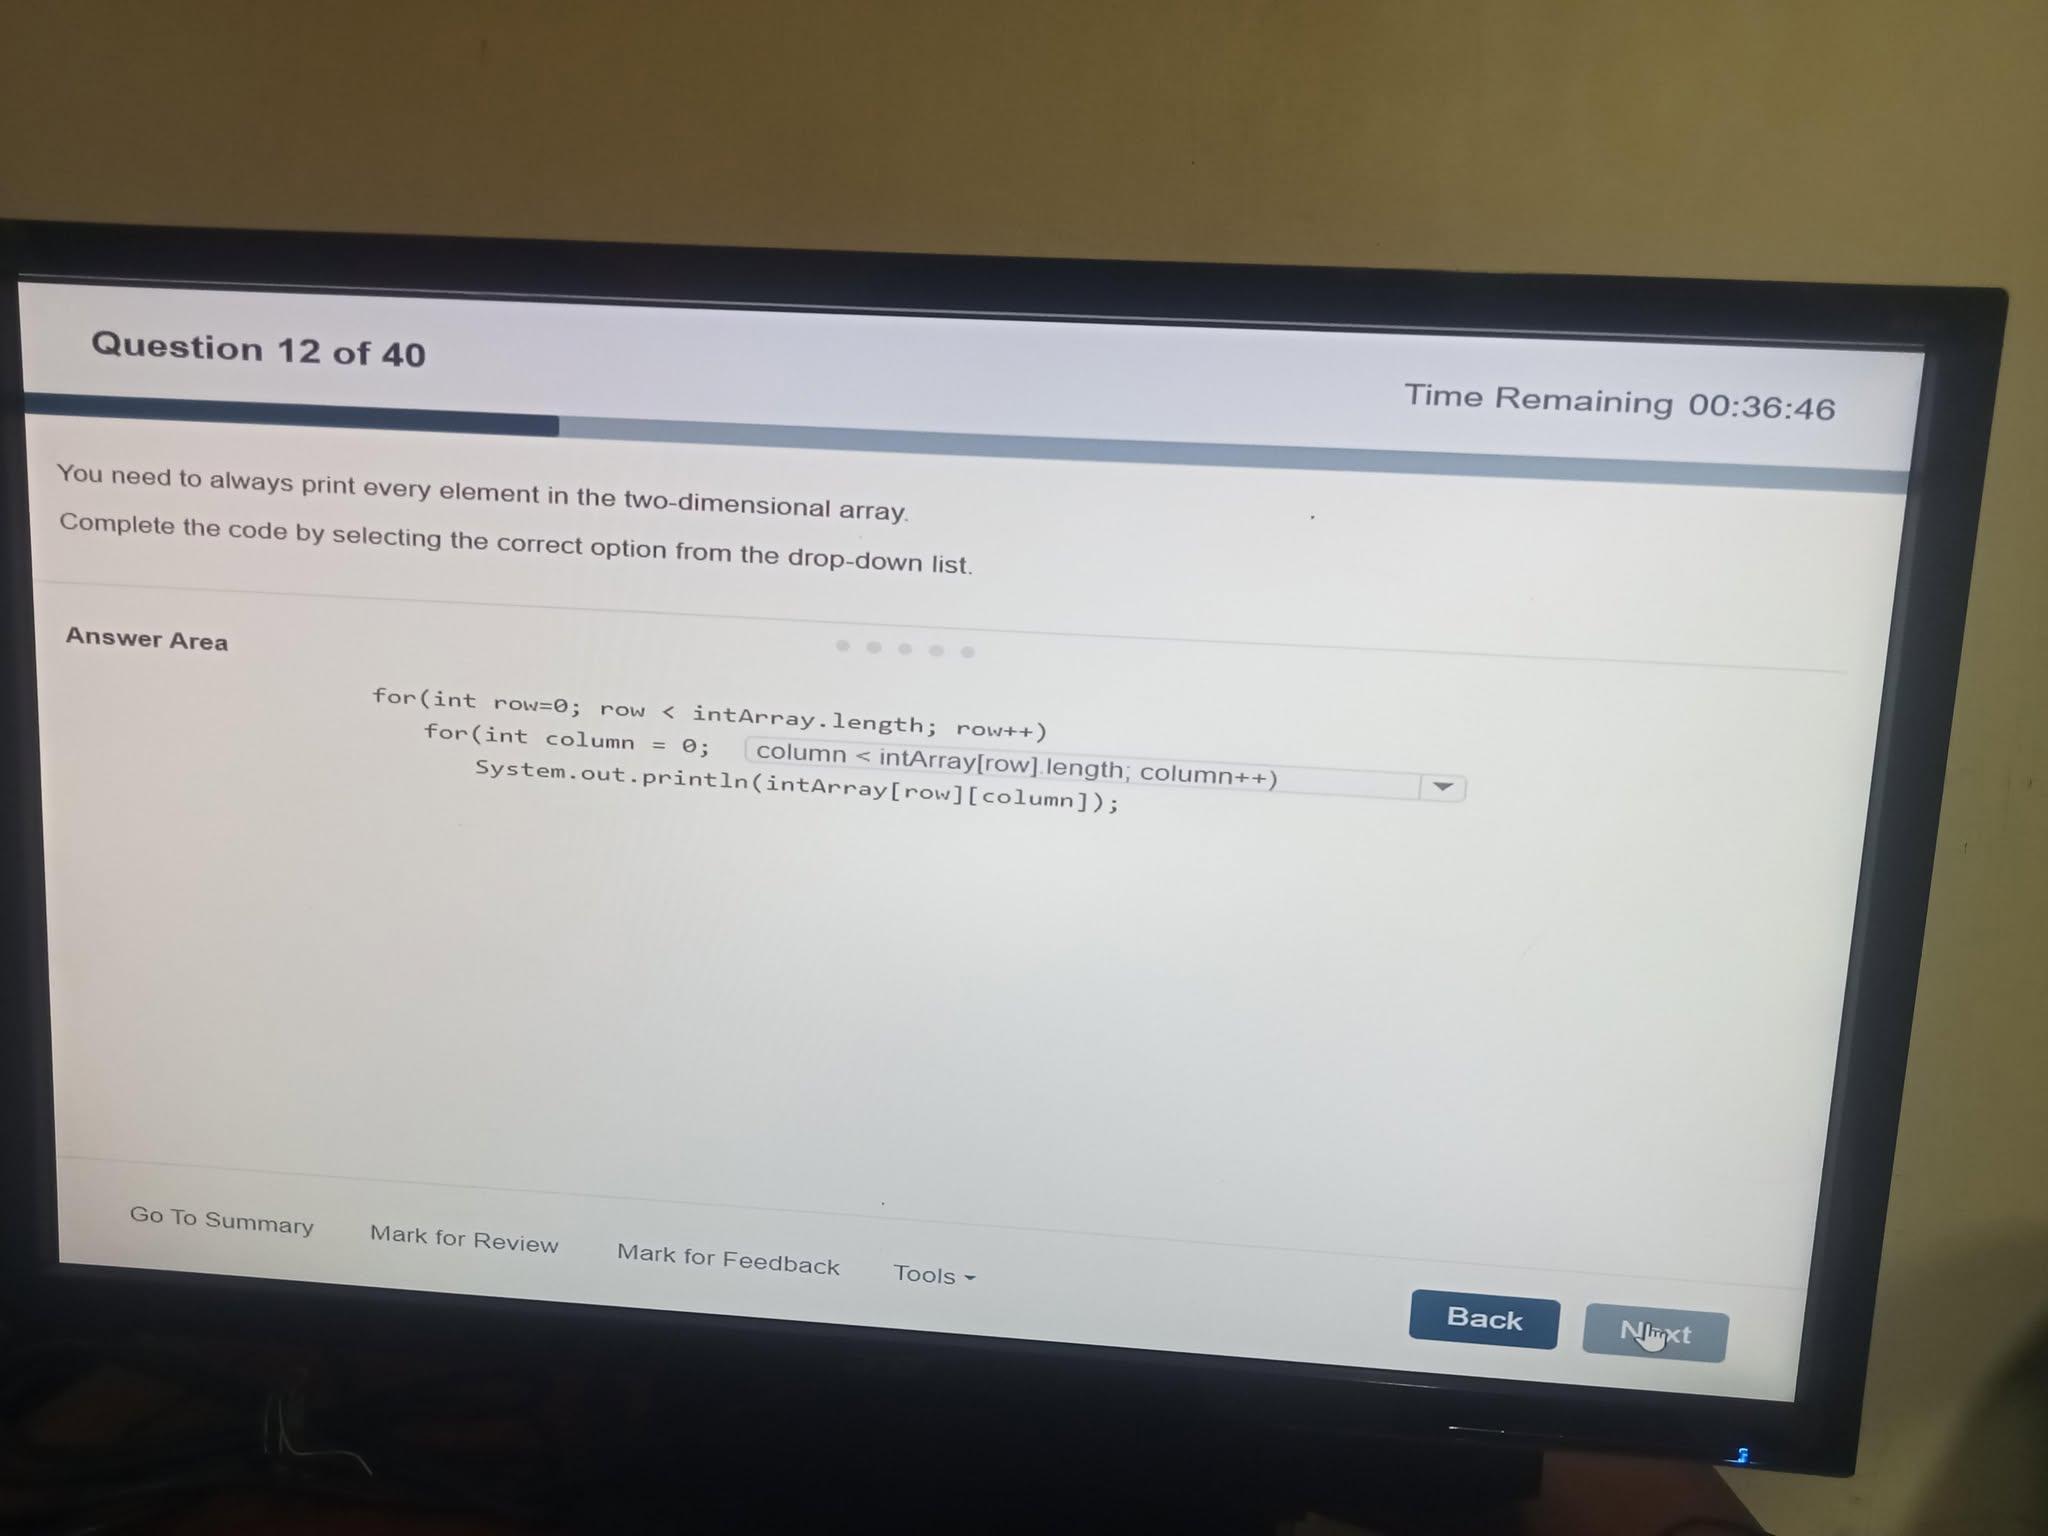 Question 12 of 40
Time Remaining 00:36:46
You need to always print every element in the two-dimensional array.
Complete the code by selecting the correct option from the drop-down list.
Answer Area
for(int row=0; row < intArray.length; row++)
for(int column = 0; column < intArray[row].length; column++)
System.out.println(intArray[row][column]);
Go To Summary
Mark for Review
Mark for Feedback
Tools
Back
Next